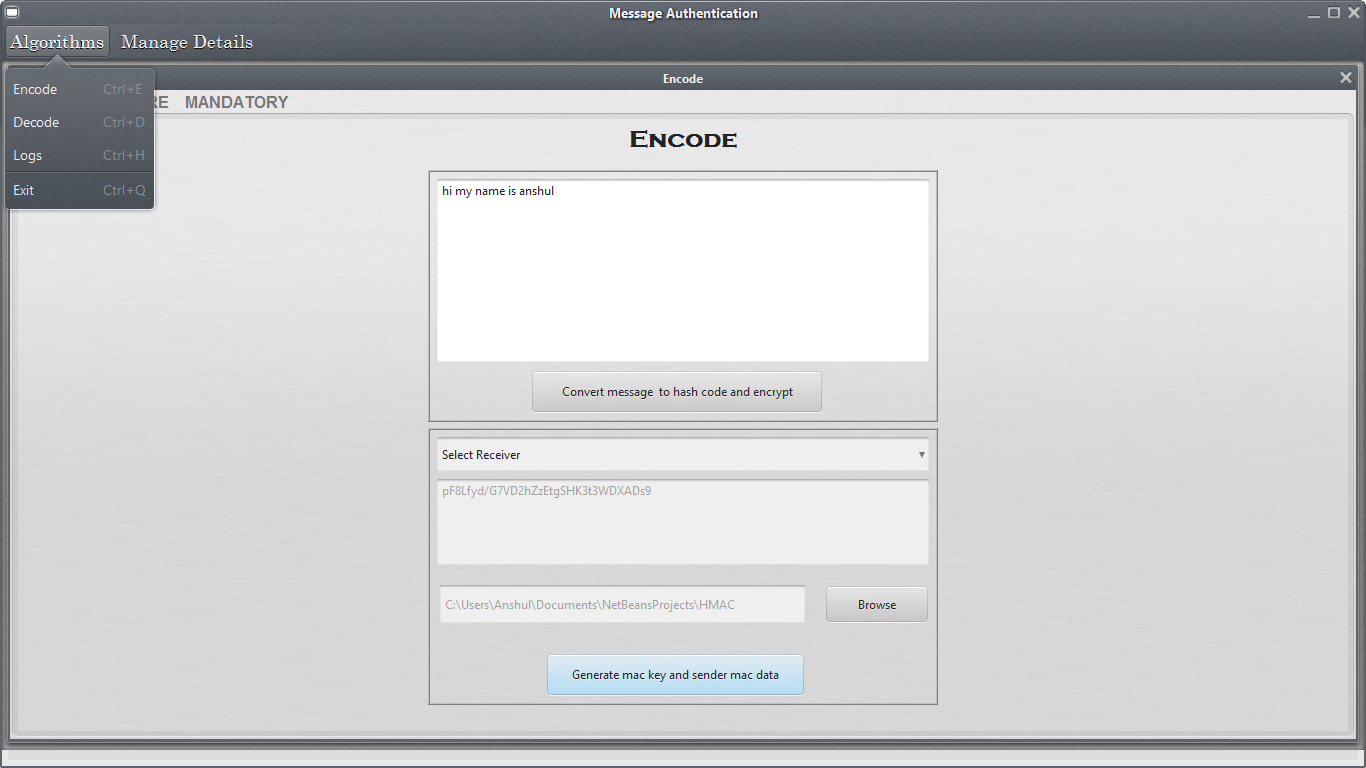 Message Authentication
Algorithms Manage Details
Encode
Encode Ctrl+E
MANDATORY
Decode Ctrl+D
Logs Ctrl+H
Exit Ctrl+Q
ENCODE
hi my name is anshul
Convert message to hash code and encrypt
Select Receiver
pF8Lfyd/G7VD2hZzEtgSHK3t3WDXADs9
C:\Users\Anshul\Documents\NetBeansProjects\HMAC
Browse
Generate mac key and sender mac data